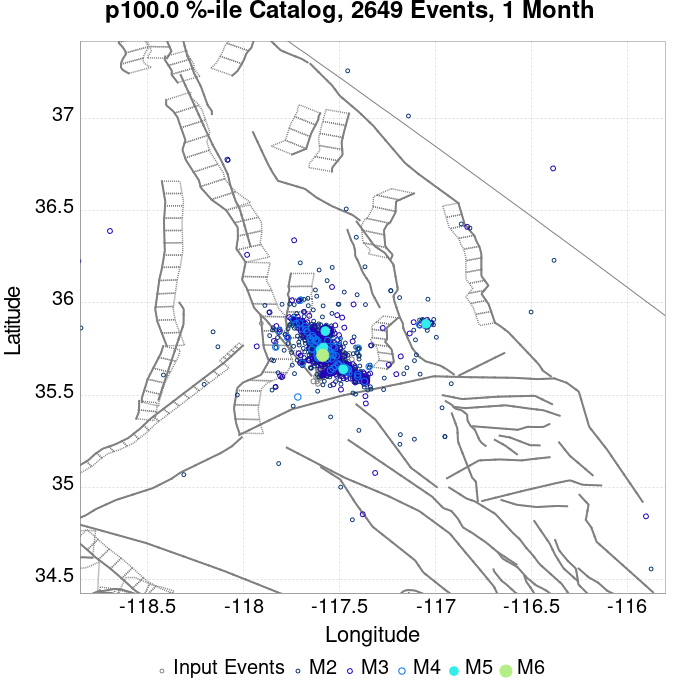 p100.0 %-ile Catalog, 2649 Events, 1 Month
37
36.5
36
35.5
35
34.5
Latitude
-118.5 -118 -117.5 -117 -116.5 -116
Longitude
Input Events M2 M3 M4 M5 M6